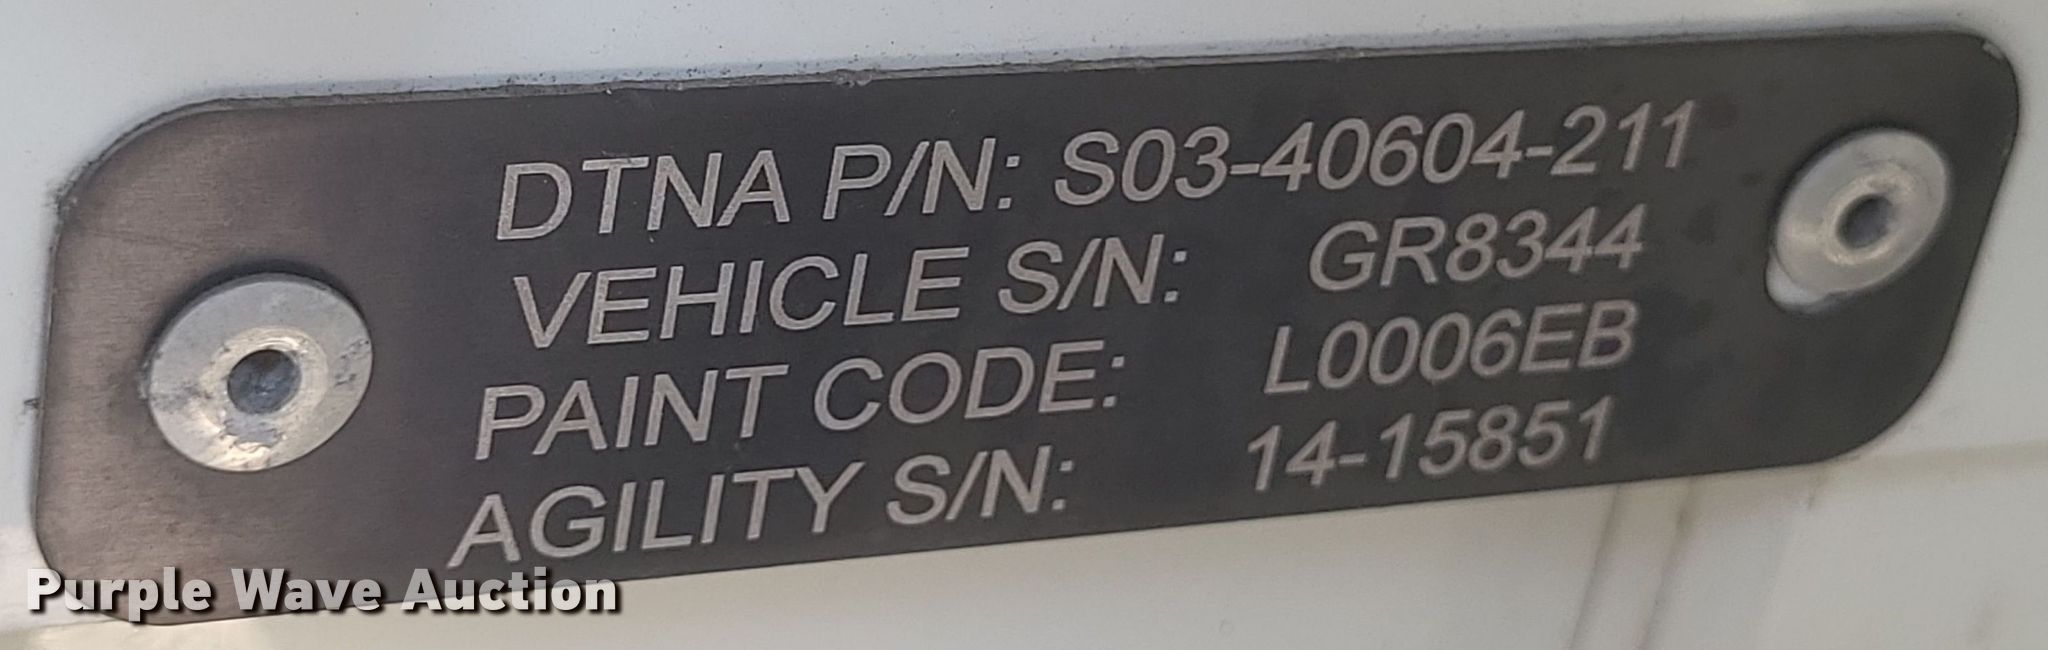 DTNA P/N: S03-40604-211
VEHICLE S/N: GR8344
PAINT CODE: L0006EB
AGILITY S/N: 14-15851
Purple Wave Auction